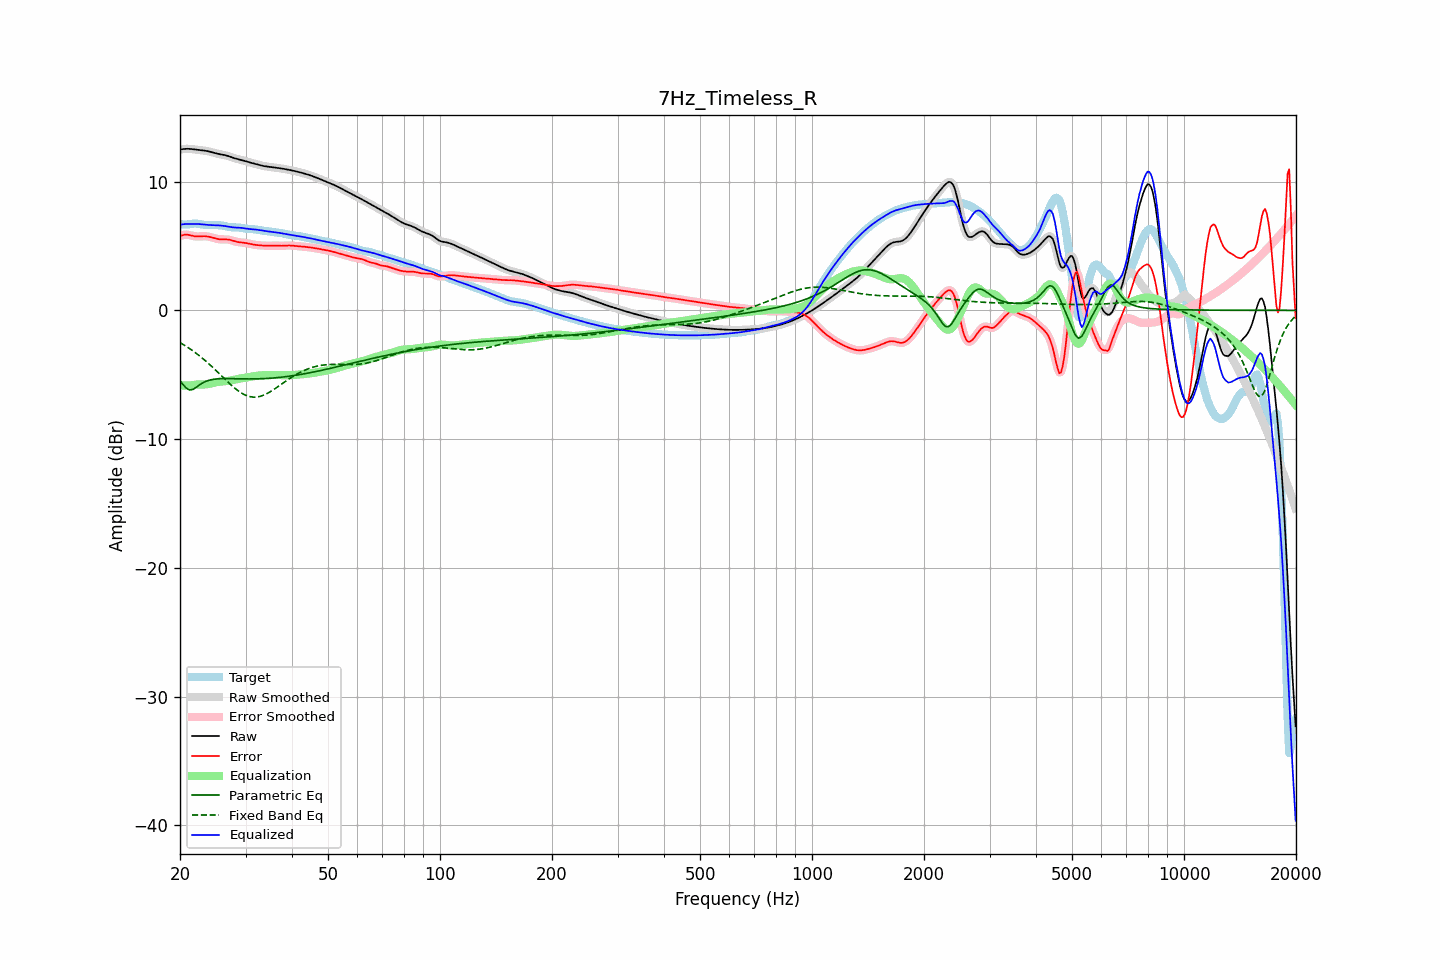 7Hz_Timeless_R
Amplitude (dBr)
10
0
−10
−20
−30
−40
Target
Raw Smoothed
Error Smoothed
Raw
Error
Equalization
Parametric Eq
Fixed Band Eq
Equalized
20 50 100 200 500 1000 2000 5000 10000 20000
Frequency (Hz)